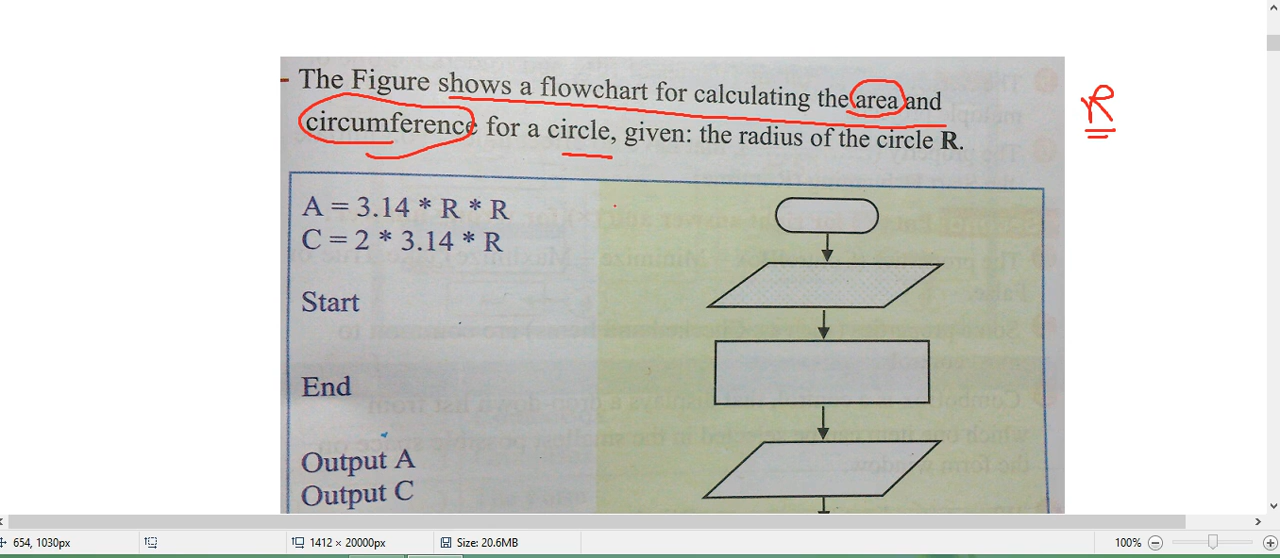 The Figure shows a flowchart for calculating the area and
circumference for a circle, given: the radius of the circle R.
R
A = 3.14 * R * R
C = 2 * 3.14 * R
Start
End
Output A
Output C
654, 1030px
1412 × 20000px
Size: 20.6MB
100%